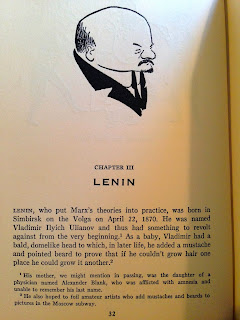 CHAPTER III
LENIN
LENIN, who put Marx's theories into practice, was born in
Simbirsk on the Volga on April 22, 1870. He was named
Vladimir Ilyich Ulianov and thus had something to revolt
against from the very beginning.¹ As a baby, Vladimir had a
bald, domelike head to which, in later life, he added a mustache
and pointed beard to prove that if he couldn't grow hair one
place he could grow it another.²
¹ His mother, we might mention in passing, was the daughter of a
physician named Alexander Blank, who was afflicted with amnesia and
unable to remember his last name.
² He also hoped to foil amateur artists who add mustaches and beards to
pictures in the Moscow subway.
32